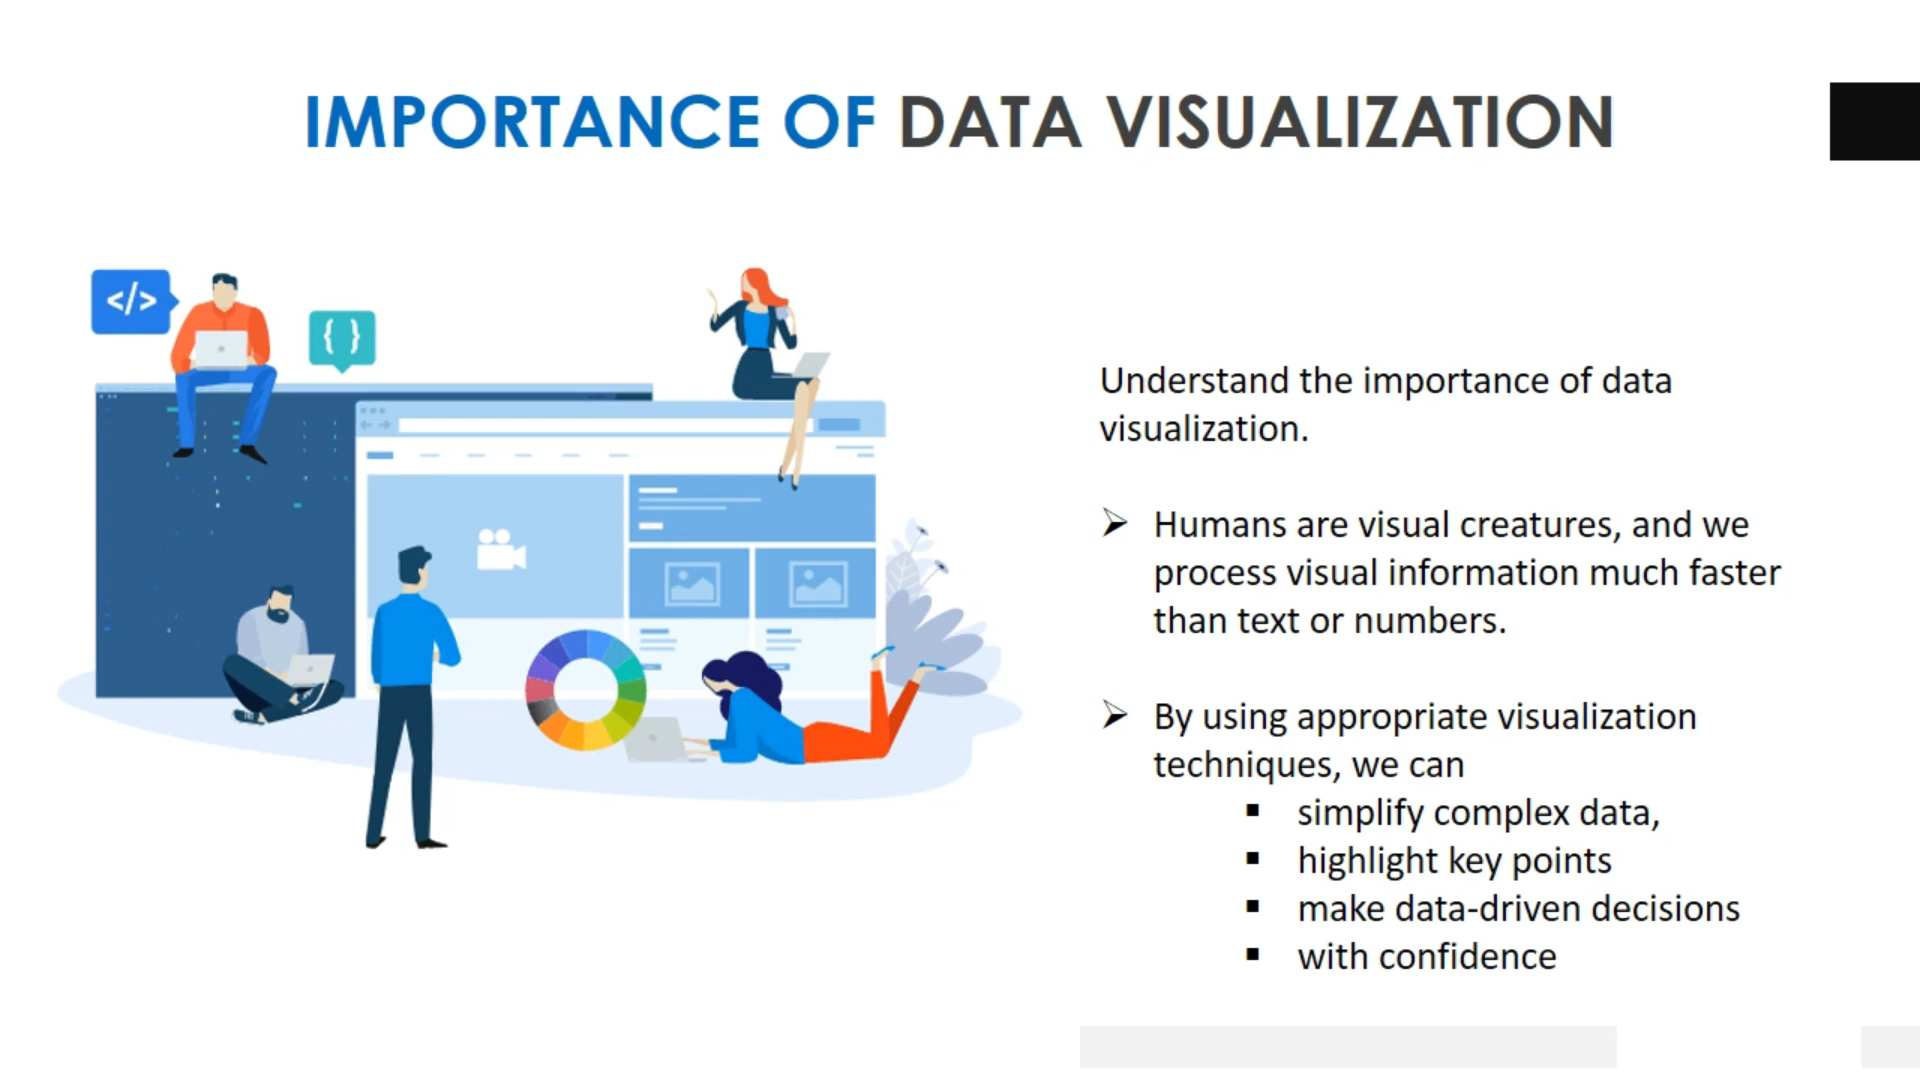 IMPORTANCE OF DATA VISUALIZATION
</>
{ }
Understand the importance of data
visualization.
➢ Humans are visual creatures, and we
process visual information much faster
than text or numbers.
➢ By using appropriate visualization
techniques, we can
▪ simplify complex data,
▪ highlight key points
▪ make data-driven decisions
▪ with confidence